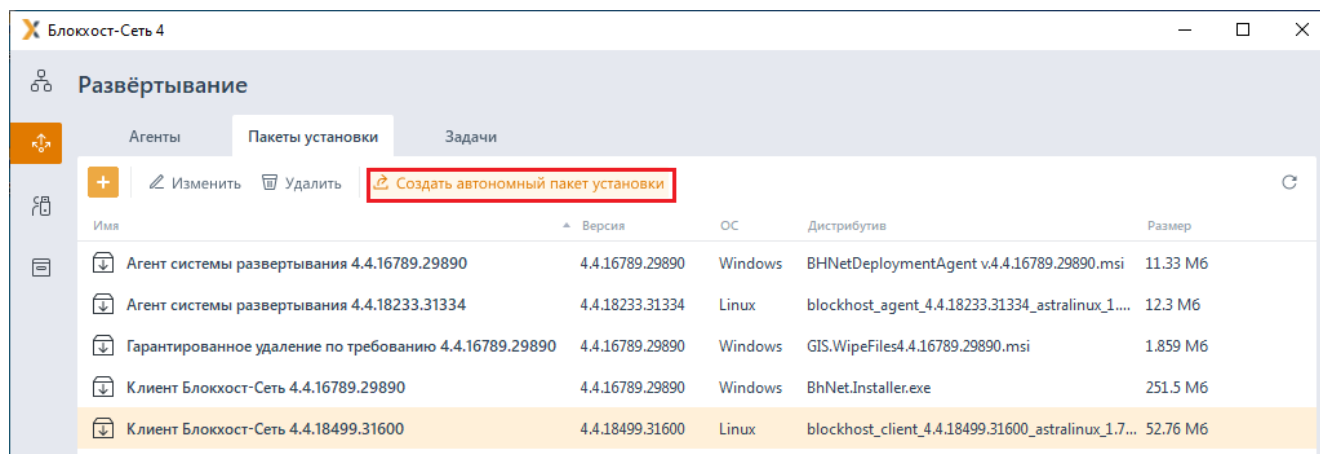 Блокхост-Сеть 4
Развёртывание
Агенты Пакеты установки Задачи
Изменить Удалить Создать автономный пакет установки
Имя Версия ОС Дистрибутив Размер
Агент системы развертывания 4.4.16789.29890 4.4.16789.29890 Windows BHNetDeploymentAgent v.4.4.16789.29890.msi 11.33 Мб
Агент системы развертывания 4.4.18233.31334 4.4.18233.31334 Linux blockhost_agent_4.4.18233.31334_astralinux_1.... 12.3 Мб
Гарантированное удаление по требованию 4.4.16789.29890 4.4.16789.29890 Windows GIS.WipeFiles4.4.16789.29890.msi 1.859 Мб
Клиент Блокхост-Сеть 4.4.16789.29890 4.4.16789.29890 Windows BhNet.Installer.exe 251.5 Мб
Клиент Блокхост-Сеть 4.4.18499.31600 4.4.18499.31600 Linux blockhost_client_4.4.18499.31600_astralinux_1.7... 52.76 Мб